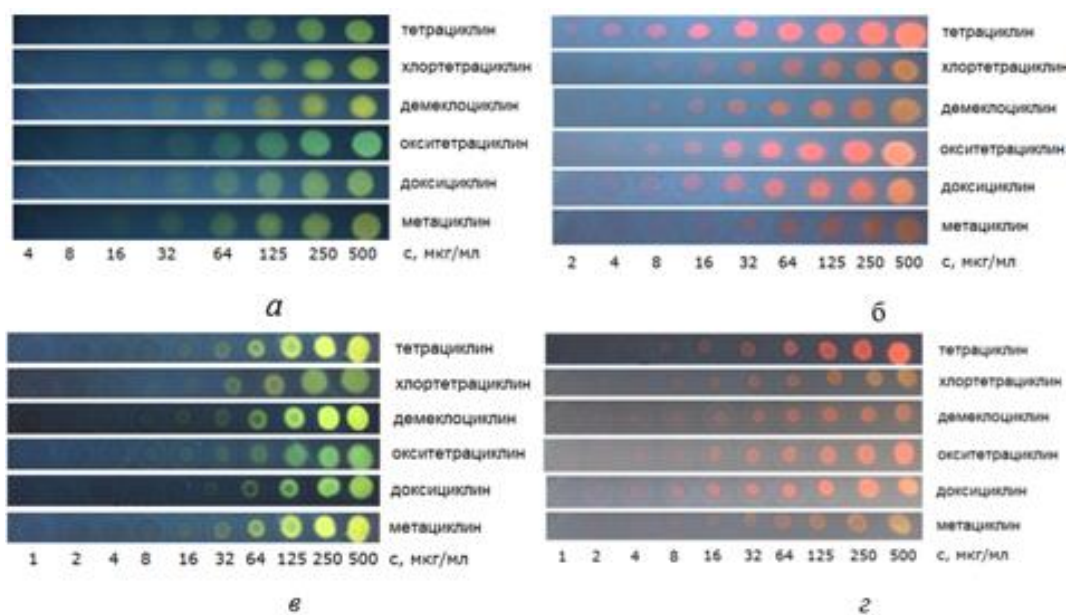 тетрациклин
хлортетрациклин
демеклоциклин
окситетрациклин
доксициклин
метациклин
4 8 16 32 64 125 250 500 с, мкг/мл
а
тетрациклин
хлортетрациклин
демеклоциклин
окситетрациклин
доксициклин
метациклин
2 4 8 16 32 64 125 250 500 с, мкг/мл
б
тетрациклин
хлортетрациклин
демеклоциклин
окситетрациклин
доксициклин
метациклин
1 2 4 8 16 32 64 125 250 500 с, мкг/мл
в
тетрациклин
хлортетрациклин
демеклоциклин
окситетрациклин
доксициклин
метациклин
1 2 4 8 16 32 64 125 250 500 с, мкг/мл
г